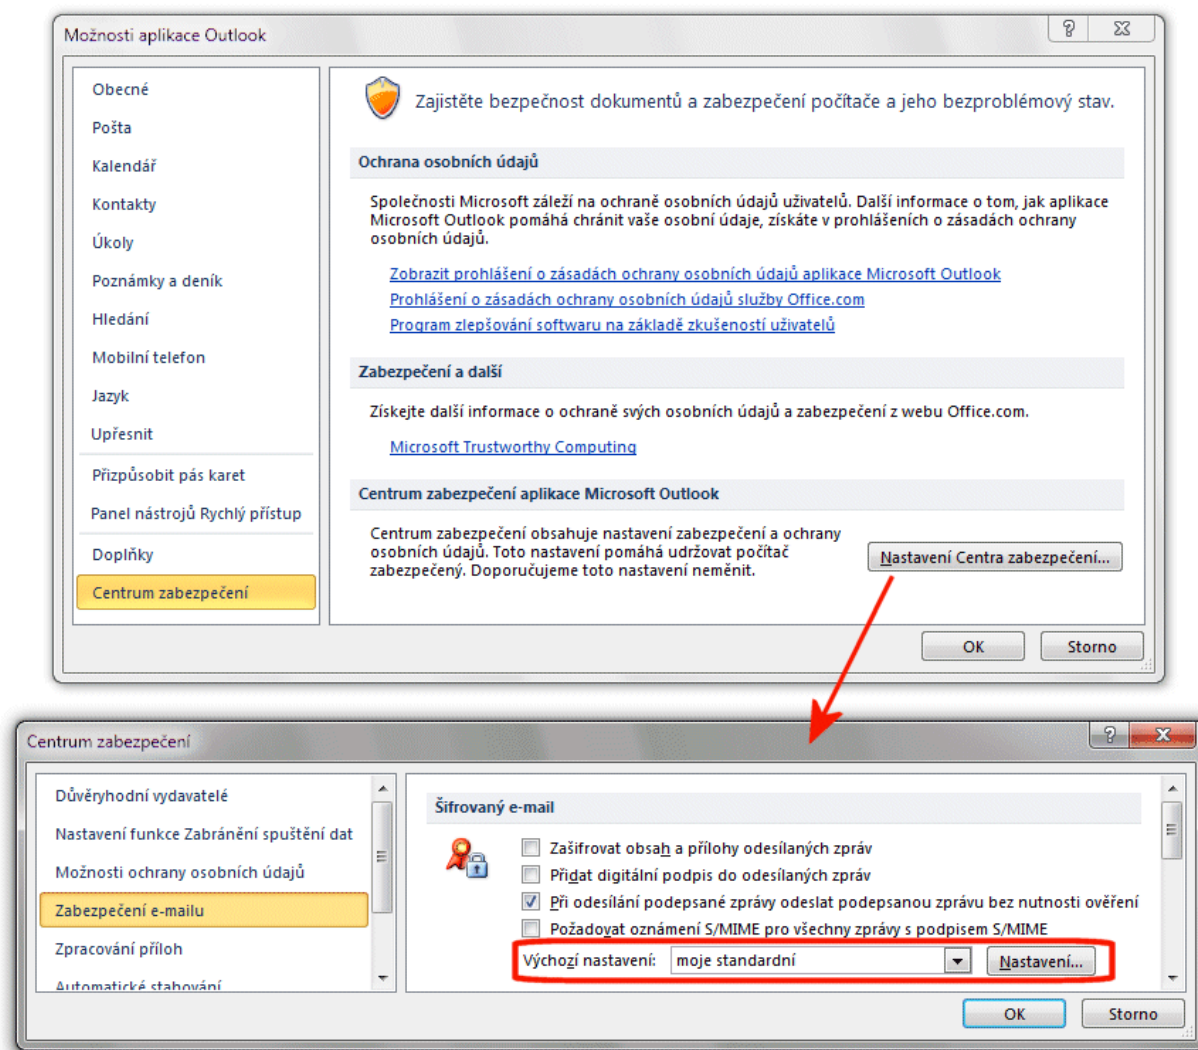 Možnosti aplikace Outlook
Obecné
Pošta
Kalendář
Kontakty
Úkoly
Poznámky a deník
Hledání
Mobilní telefon
Jazyk
Upřesnit
Přizpůsobit pás karet
Panel nástrojů Rychlý přístup
Doplňky
Centrum zabezpečení
Zajistěte bezpečnost dokumentů a zabezpečení počítače a jeho bezproblémový stav.
Ochrana osobních údajů
Společnosti Microsoft záleží na ochraně osobních údajů uživatelů. Další informace o tom, jak aplikace
Microsoft Outlook pomáhá chránit vaše osobní údaje, získáte v prohlášeních o zásadách ochrany
osobních údajů.
Zobrazit prohlášení o zásadách ochrany osobních údajů aplikace Microsoft Outlook
Prohlášení o zásadách ochrany osobních údajů služby Office.com
Program zlepšování softwaru na základě zkušeností uživatelů
Zabezpečení a další
Získejte další informace o ochraně svých osobních údajů a zabezpečení z webu Office.com.
Microsoft Trustworthy Computing
Centrum zabezpečení aplikace Microsoft Outlook
Centrum zabezpečení obsahuje nastavení zabezpečení a ochrany
osobních údajů. Toto nastavení pomáhá udržovat počítač
zabezpečený. Doporučujeme toto nastavení neměnit.
Nastavení Centra zabezpečení...
OK Storno
Centrum zabezpečení
Důvěryhodní vydavatelé
Nastavení funkce Zabránění spuštění dat
Možnosti ochrany osobních údajů
Zabezpečení e-mailu
Zpracování příloh
Automatické stahování
Šifrovaný e-mail
Zašifrovat obsah a přílohy odesílaných zpráv
Přidat digitální podpis do odesílaných zpráv
Při odesílání podepsané zprávy odeslat podepsanou zprávu bez nutnosti ověření
Požadovat oznámení S/MIME pro všechny zprávy s podpisem S/MIME
Výchozí nastavení: moje standardní Nastavení...
OK Storno